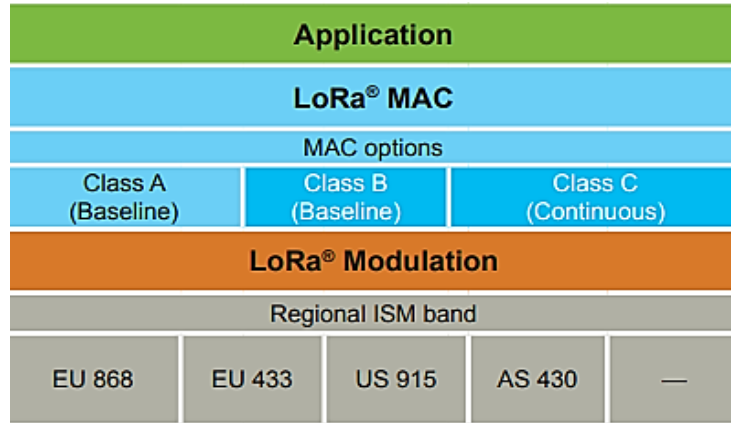 Application
LoRa® MAC
MAC options
Class A
(Baseline)
Class B
(Baseline)
Class C
(Continuous)
LoRa® Modulation
Regional ISM band
EU 868
EU 433
US 915
AS 430
—